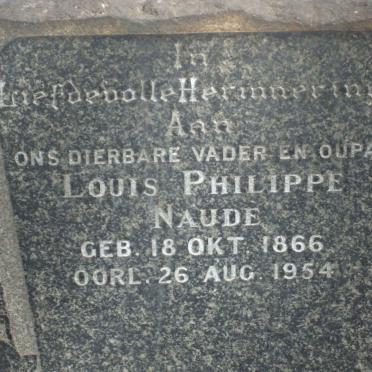 In
Liefdevolle Herinnering
Aan
ONS DIERBARE VADER EN OUPA
LOUIS PHILIPPE
NAUDE
GEB. 18 OKT. 1866
OORL. 26 AUG. 1954